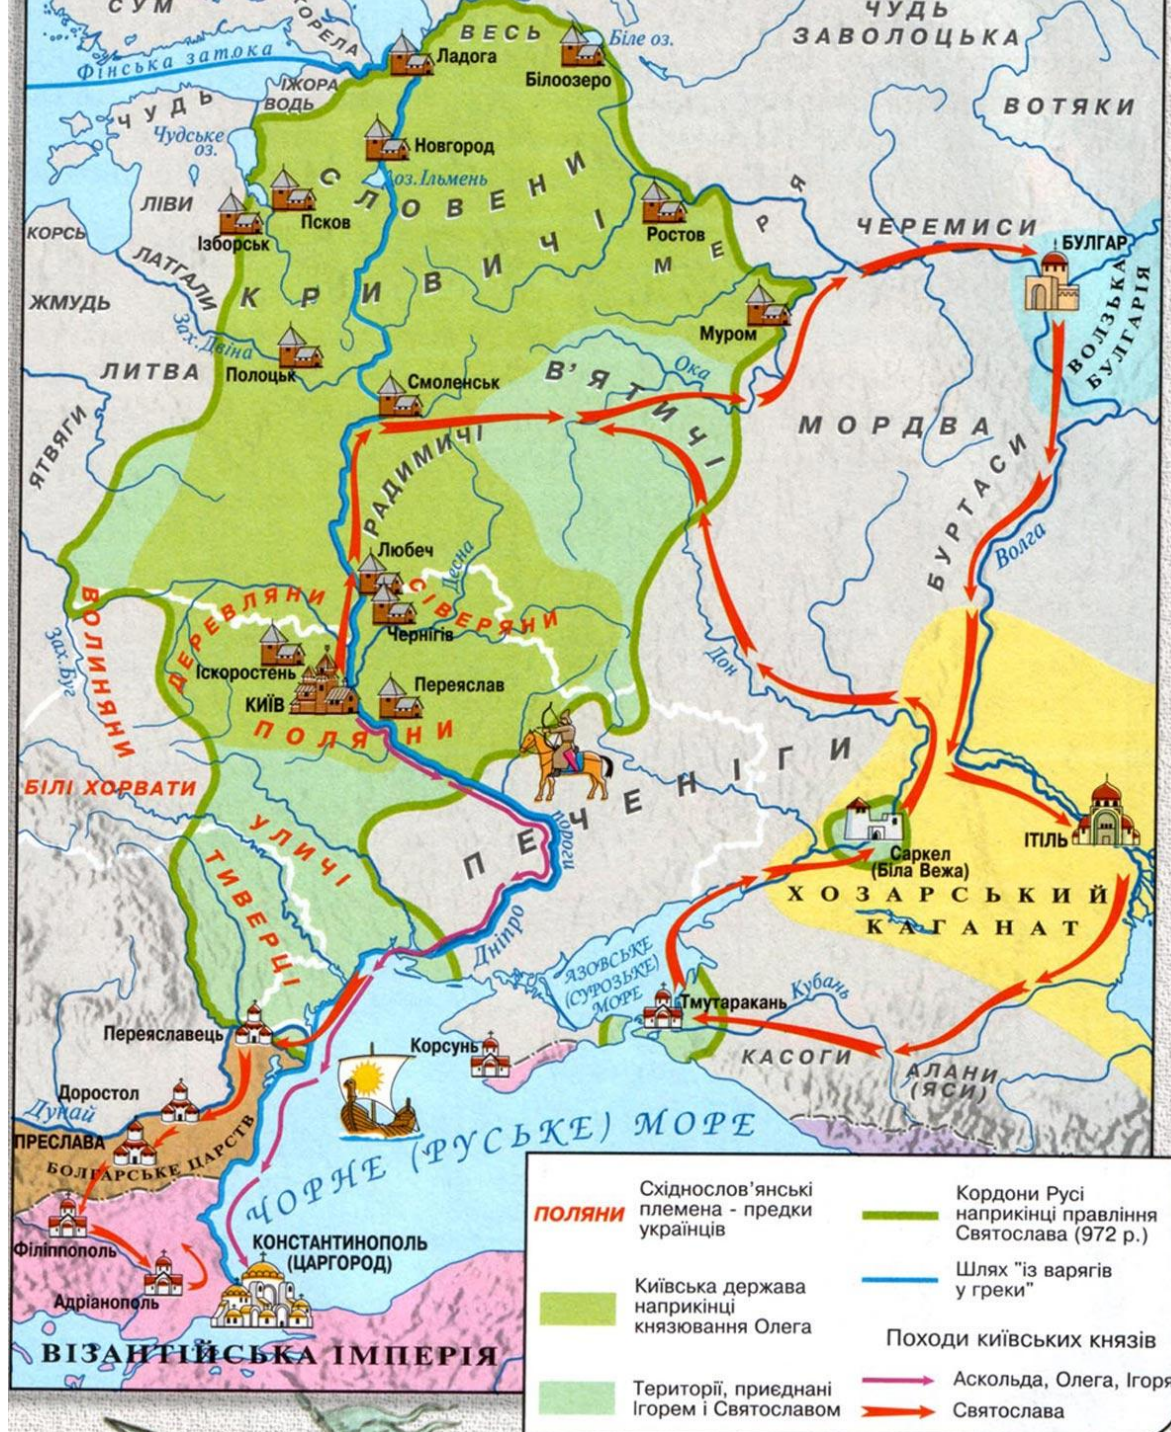 СУМ
КОРЕЛА
ВЕСЬ
Біле оз.
ЧУДЬ
ЗАВОЛОЦЬКА
Фінська затока
Ладога
Білоозеро
ІЖОРА
ВОДЬ
ЧУДЬ
Чудське
оз.
ВОТЯКИ
Новгород
оз.Ільмень
СЛОВЕНИ
Псков
ЛІВИ
Ізборськ
КОРСЬ
Ростов
МЕРЯ
ЧЕРЕМИСИ
БУЛГАР
ВОЛЗЬКА
БУЛГАРІЯ
ЛАТГАЛИ
КРИВИЧІ
ЖМУДЬ
Зах.Двіна
Муром
Полоцьк
ЛИТВА
Смоленськ
В'ЯТИЧІ
Ока
МОРДВА
ЯТВЯГИ
РАДИМИЧІ
БУРТАСИ
Волга
Любеч
Десна
СІВЕРЯНИ
Чернігів
ДЕРЕВЛЯНИ
ВОЛИНЯНИ
Зах.Буг
Іскоростень
КИЇВ
Переяслав
ПОЛЯНИ
Дон
ПЕЧЕНІГИ
БІЛІ ХОРВАТИ
УЛИЧІ
ТИВЕРЦІ
пороги
Дніпро
Саркел
(Біла Вежа)
ІТІЛЬ
ХОЗАРСЬКИЙ
КАГАНАТ
АЗОВСЬКЕ
(СУРОЗЬКЕ)
МОРЕ
Тмутаракань
Кубань
КАСОГИ
АЛАНИ
(ЯСИ)
Переяславець
Корсунь
Доростол
Дунай
ПРЕСЛАВА
БОЛГАРСЬКЕ ЦАРСТВ
ЧОРНЕ (РУСЬКЕ) МОРЕ
Філіппополь
Адріанополь
КОНСТАНТИНОПОЛЬ
(ЦАРГОРОД)
ВІЗАНТІЙСЬКА ІМПЕРІЯ
ПОЛЯНИ
Східнослов'янські
племена - предки
українців
Київська держава
наприкінці
князювання Олега
Території, приєднані
Ігорем і Святославом
Кордони Русі
наприкінці правління
Святослава (972 р.)
Шлях "із варягів
у греки"
Походи київських князів
Аскольда, Олега, Ігоря
Святослава